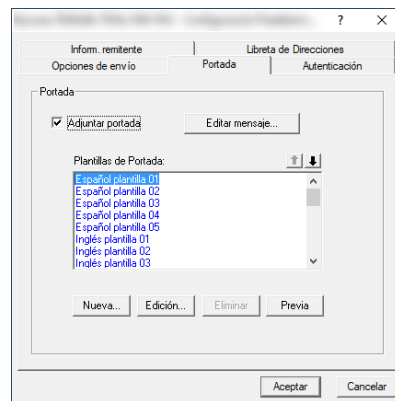 ?
Inform. remitente Libreta de Direcciones
Opciones de envío Portada Autenticación
Portada
Adjuntar portada Editar mensaje...
Plantillas de Portada:
Español plantilla 01
Español plantilla 02
Español plantilla 03
Español plantilla 04
Español plantilla 05
Inglés plantilla 01
Inglés plantilla 02
Inglés plantilla 03
Nueva... Edición... Eliminar Previa
Aceptar Cancelar